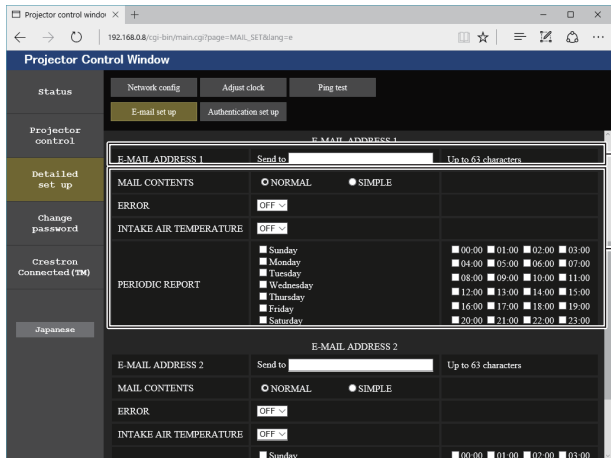 Projector control windov
192.168.0.8/cgi-bin/main.cgi?page=MAIL_SET&lang=e
Projector Control Window
Status
Network config Adjust clock Ping test
E-mail set up Authentication set up
Projector
control
Detailed
set up
Change
password
Crestron
Connected(TM)
Japanese
E-MAIL ADDRESS 1
E-MAIL ADDRESS 1 Send to Up to 63 characters
MAIL CONTENTS NORMAL SIMPLE
ERROR OFF
INTAKE AIR TEMPERATURE OFF
PERIODIC REPORT
Sunday 00:00 01:00 02:00 03:00
Monday 04:00 05:00 06:00 07:00
Tuesday 08:00 09:00 10:00 11:00
Wednesday
Thursday 12:00 13:00 14:00 15:00
Friday 16:00 17:00 18:00 19:00
Saturday 20:00 21:00 22:00 23:00
E-MAIL ADDRESS 2
E-MAIL ADDRESS 2 Send to Up to 63 characters
MAIL CONTENTS NORMAL SIMPLE
ERROR OFF
INTAKE AIR TEMPERATURE OFF
Sunday 00:00 01:00 02:00 03:00